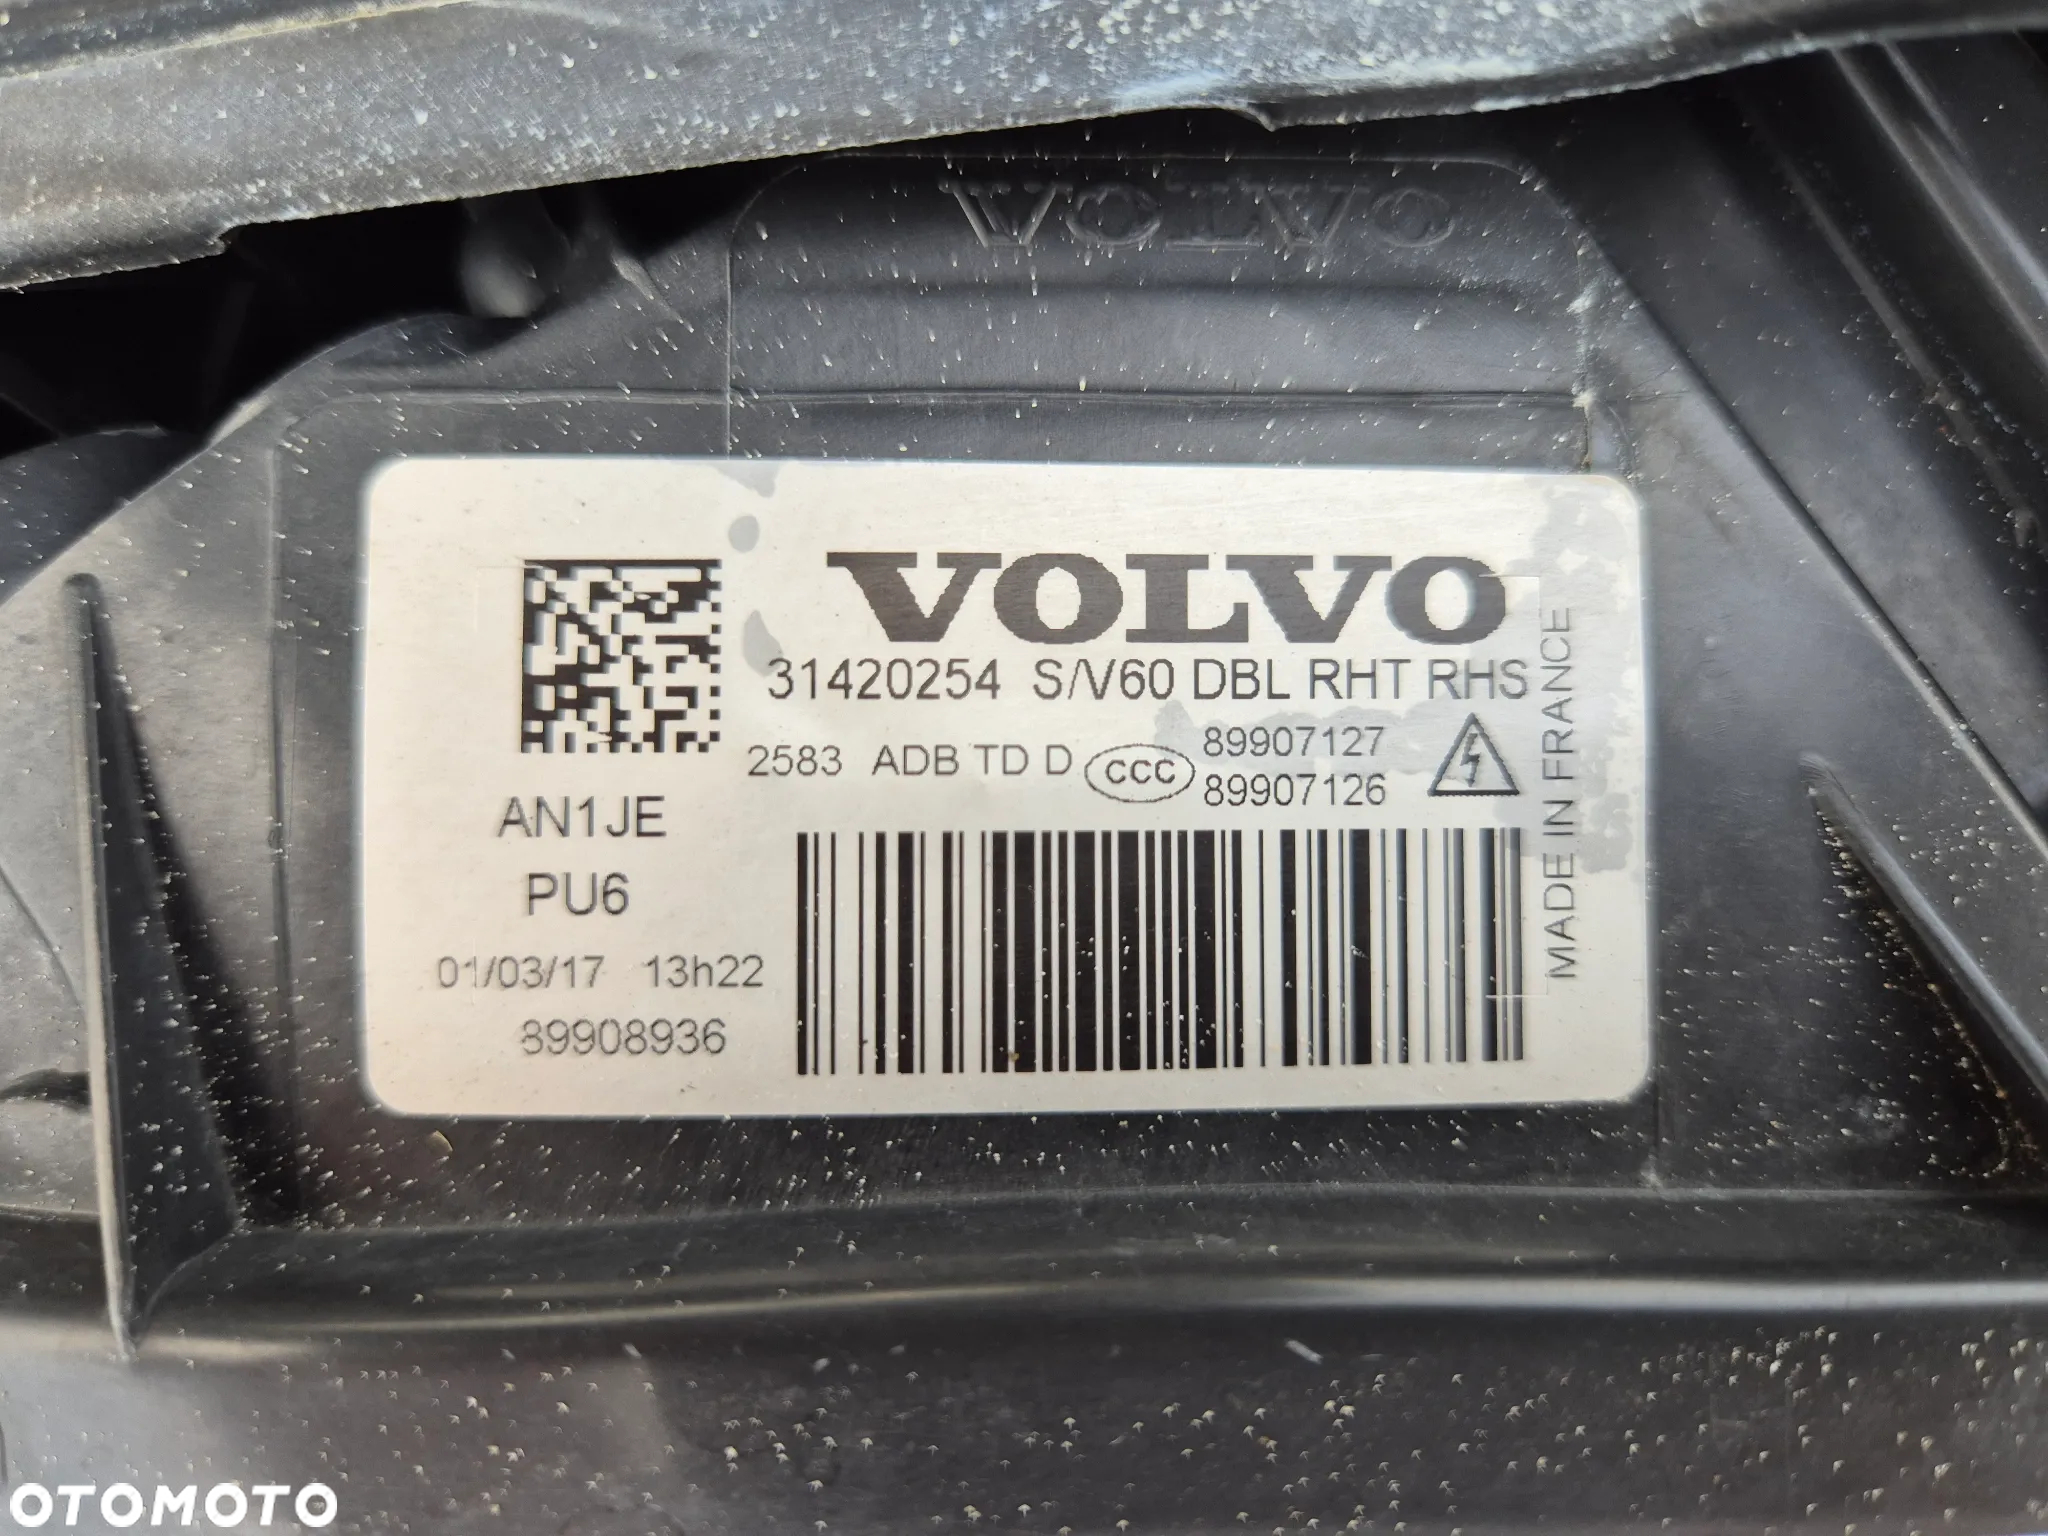 VOLVO
VOLVO
31420254 S/V60 DBL RHT RHS
2583 ADB TD D CCC 89907127
89907126
AN1JE
PU6
01/03/17 13h22
89908936
MADE IN FRANCE
OTOMOTO